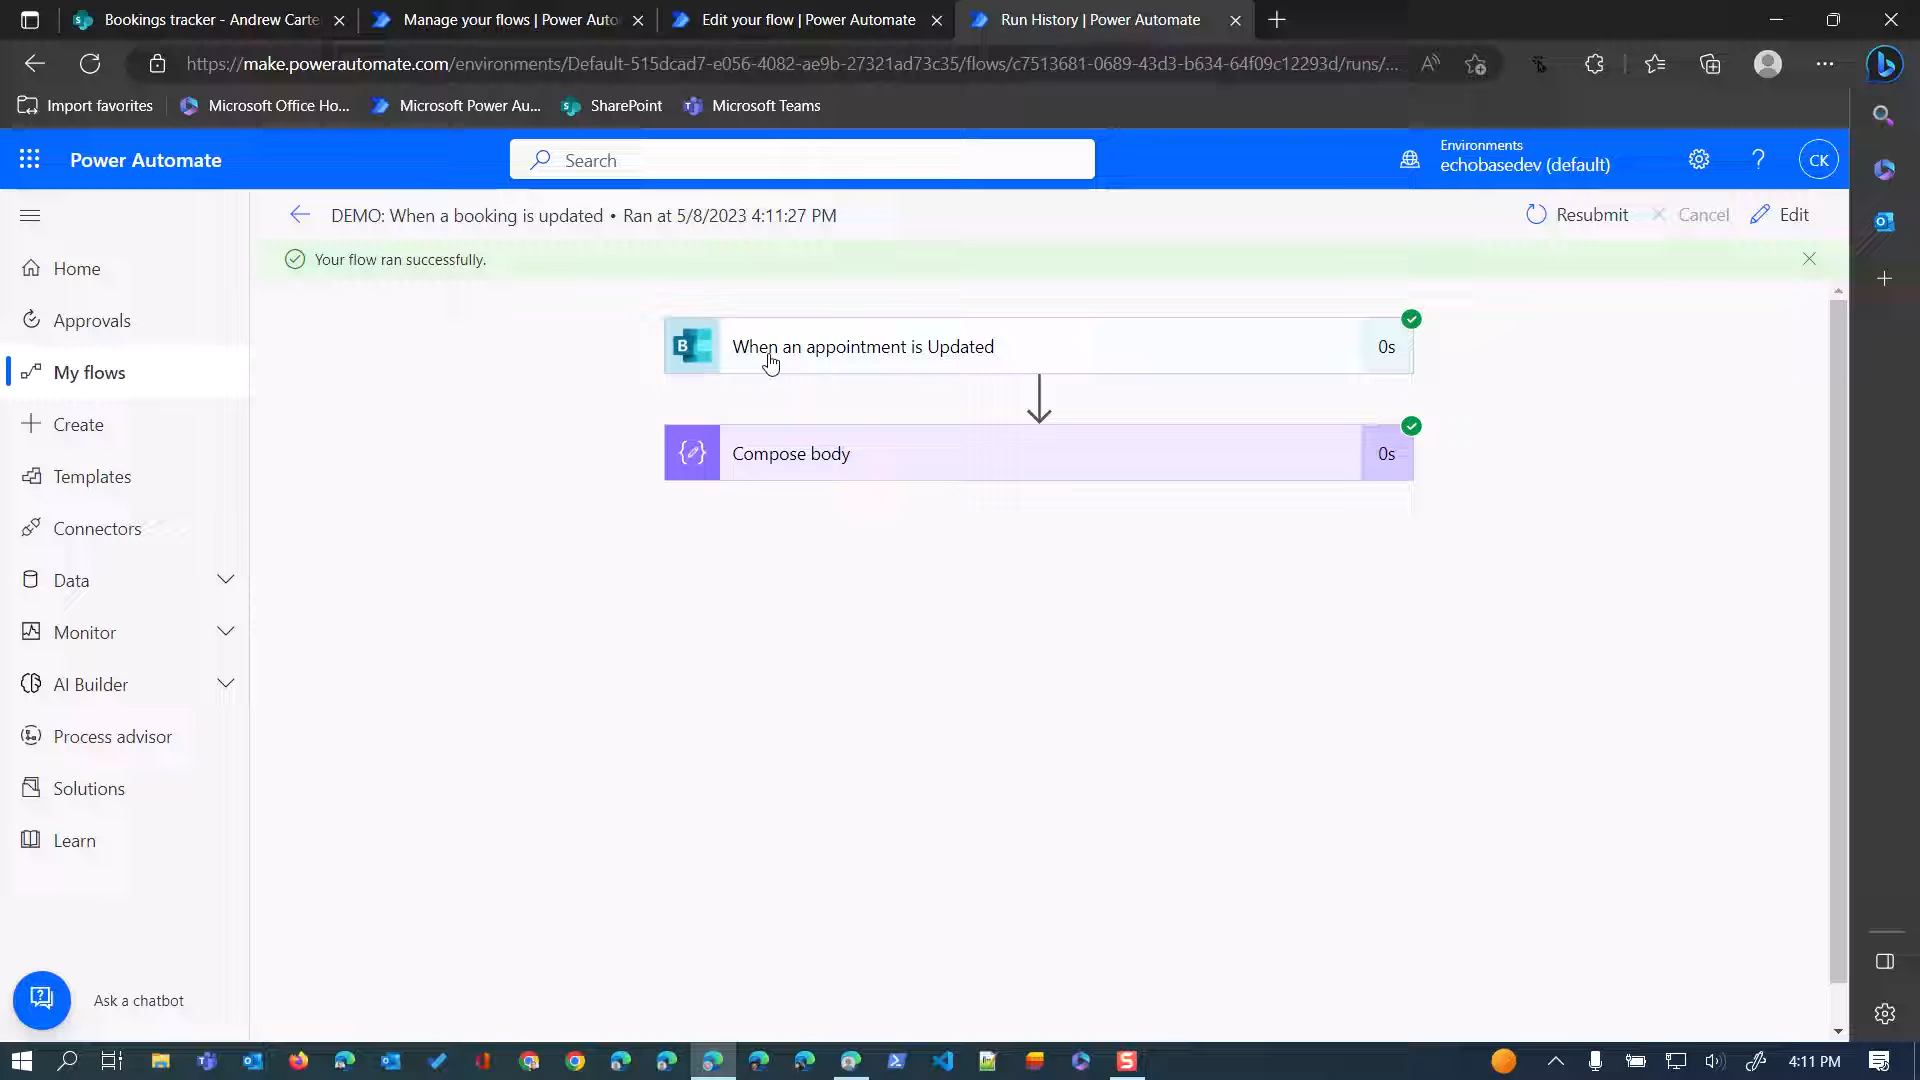 Bookings tracker - Andrew Carte
Manage your flows | Power Auto
Edit your flow | Power Automate
Run History | Power Automate
https://make.powerautomate.com/environments/Default-515dcad7-e056-4082-ae9b-27321ad73c35/flows/c7513681-0689-43d3-b634-64f09c12293d/runs/...
Import favorites
Microsoft Office Ho...
Microsoft Power Au...
SharePoint
Microsoft Teams
Power Automate
Search
Environments
echobasedev (default)
CK
DEMO: When a booking is updated • Ran at 5/8/2023 4:11:27 PM
Resubmit
Cancel
Edit
Your flow ran successfully.
Home
Approvals
My flows
Create
Templates
Connectors
Data
Monitor
AI Builder
Process advisor
Solutions
Learn
When an appointment is Updated
0s
Compose body
0s
Ask a chatbot
4:11 PM